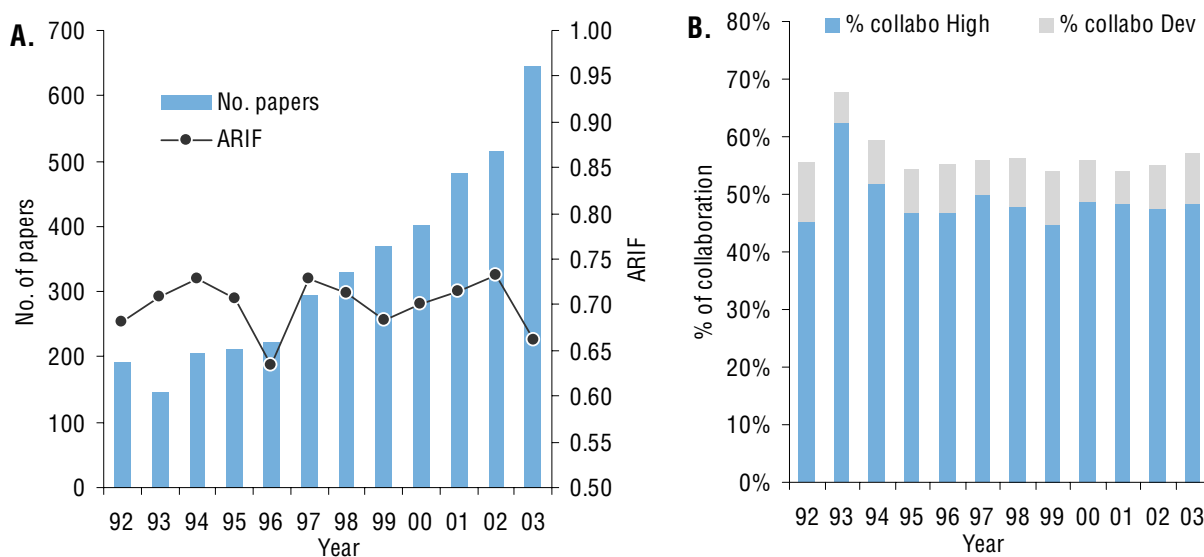 A.
700
600
500
400
300
200
100
0
No. of papers
No. papers
ARIF
1.00
0.95
0.90
0.85
0.80
0.75
0.70
0.65
0.60
0.55
0.50
ARIF
92 93 94 95 96 97 98 99 00 01 02 03
Year
B.
% collabo High % collabo Dev
80%
70%
60%
50%
40%
30%
20%
10%
0%
% of collaboration
92 93 94 95 96 97 98 99 00 01 02 03
Year